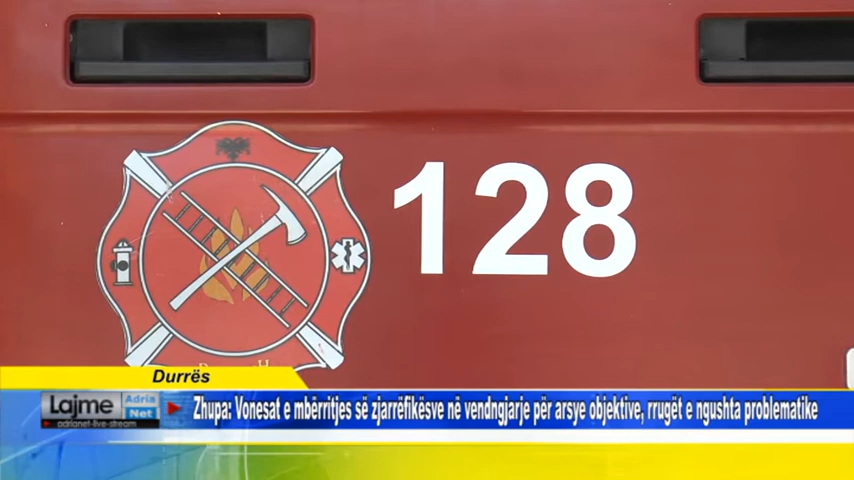 128
Durrës
Lajme Adria Net
adrianet-live-stream
Zhupa: Vonesat e mbërritjes së zjarrëfikësve në vendngjarje për arsye objektive, rrugët e ngushta problematike